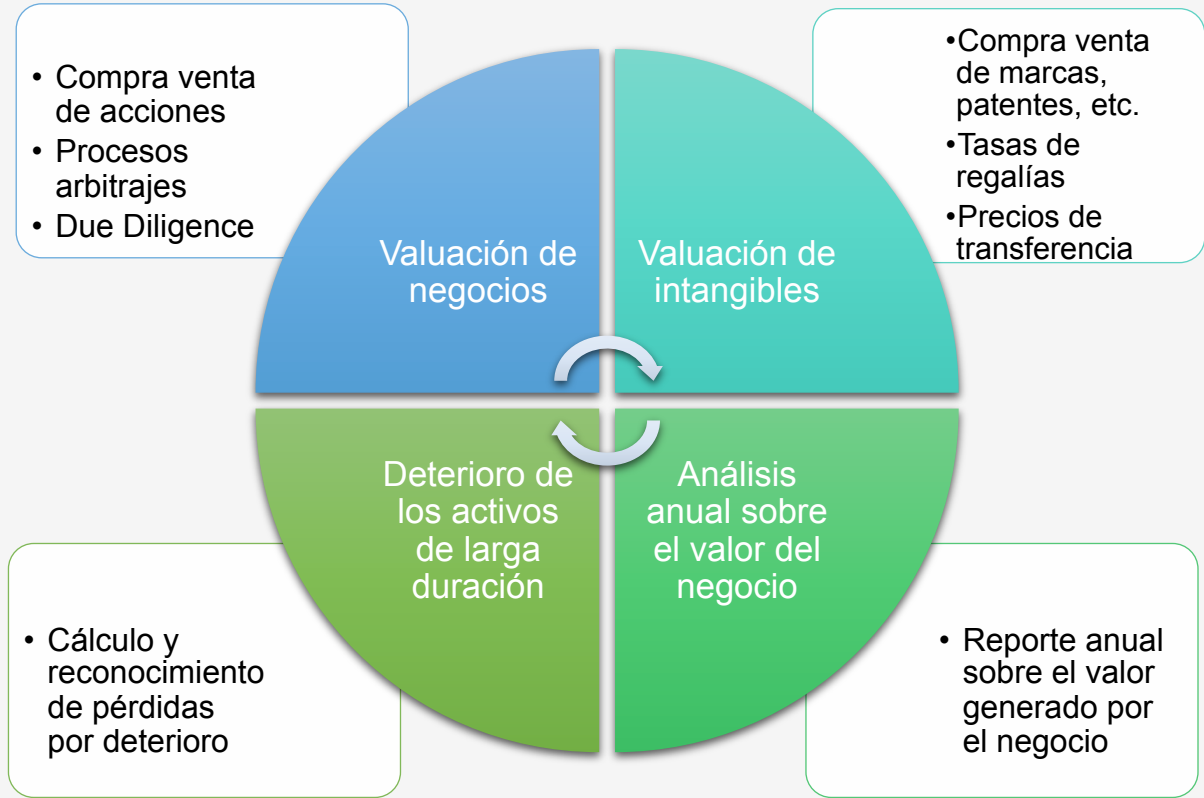 • Compra venta
de acciones
• Procesos
arbitrajes
• Due Diligence
•Compra venta
de marcas,
patentes, etc.
•Tasas de
regalías
•Precios de
transferencia
Valuación de
negocios
Valuación de
intangibles
Deterioro de
los activos
de larga
duración
Análisis
anual sobre
el valor del
negocio
• Cálculo y
reconocimiento
de pérdidas
por deterioro
• Reporte anual
sobre el valor
generado por
el negocio